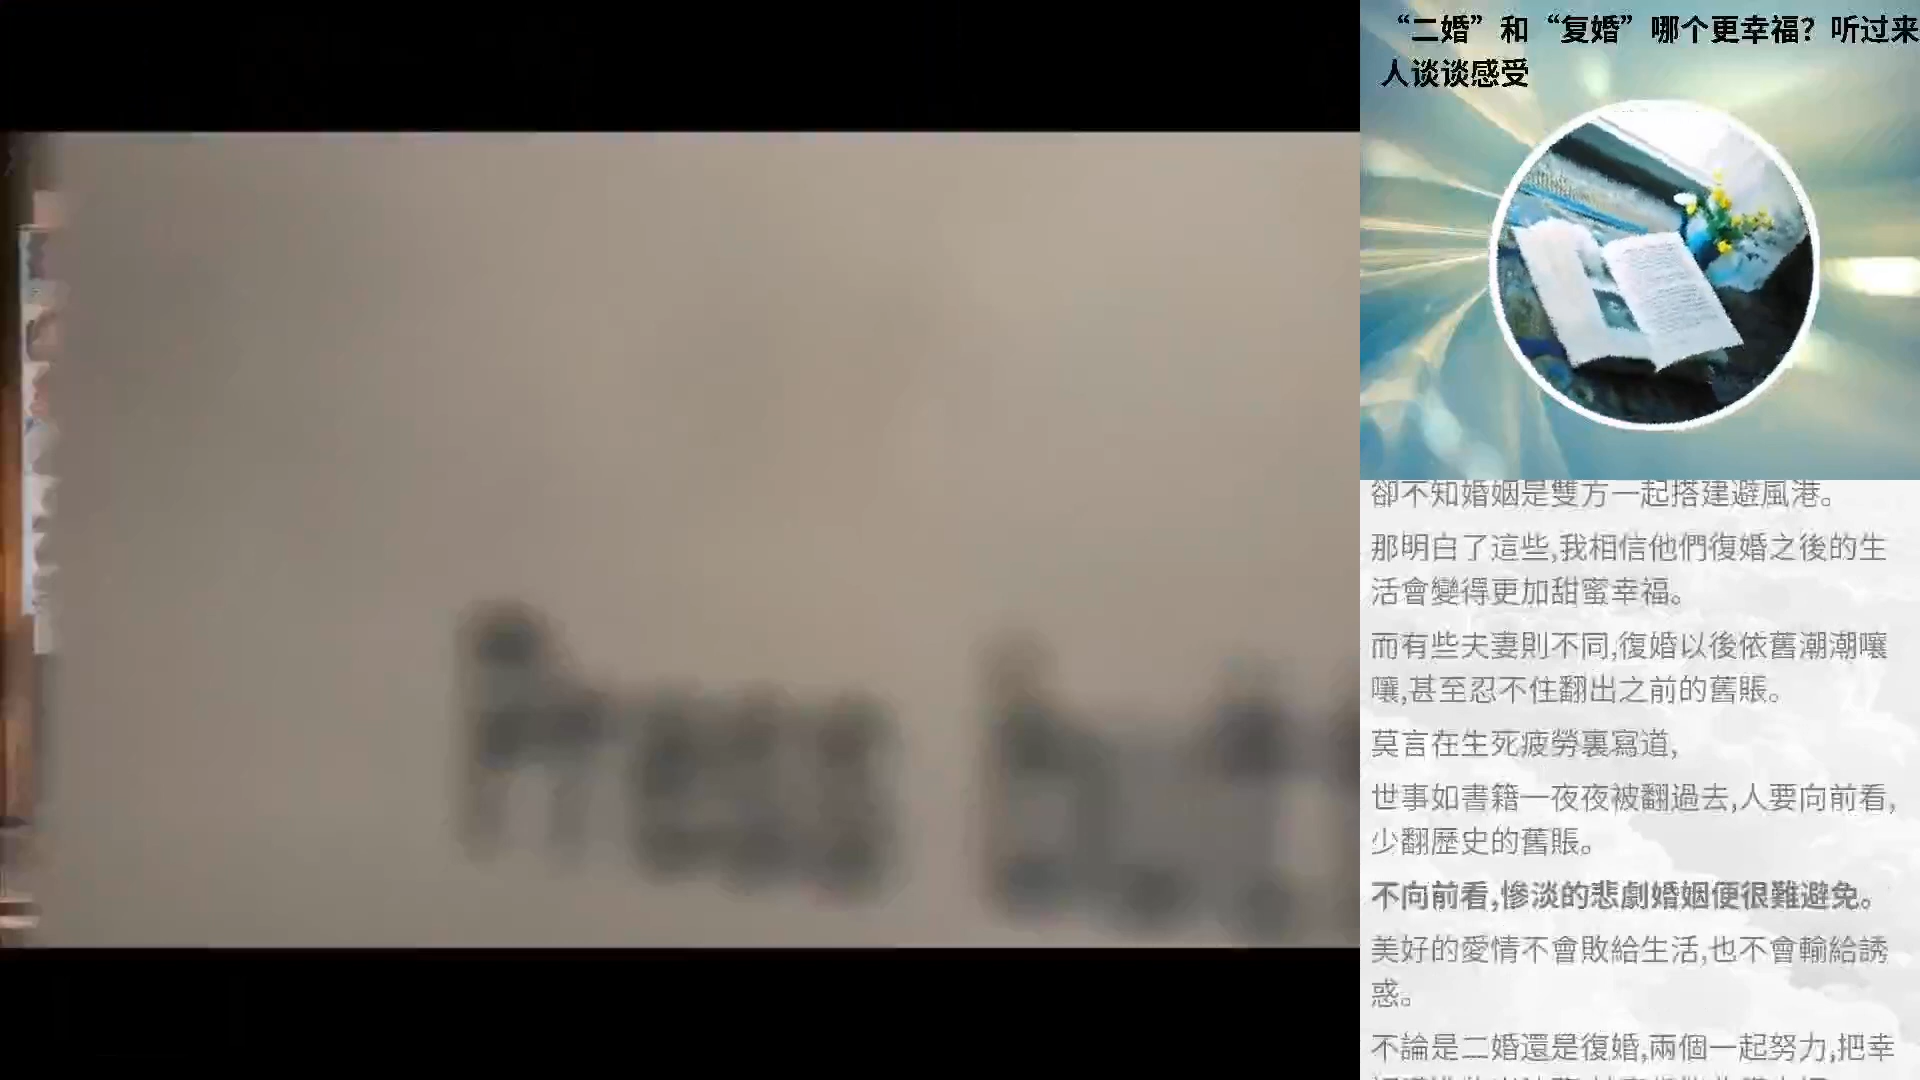 “二婚”和“复婚”哪个更幸福？听过来
人谈谈感受
卻不知婚姻是雙方一起搭建避風港。
那明白了這些,我相信他們復婚之後的生
活會變得更加甜蜜幸福。
而有些夫妻則不同,復婚以後依舊潮潮嚷
嚷,甚至忍不住翻出之前的舊賬。
莫言在生死疲勞裏寫道,
世事如書籍一夜夜被翻過去,人要向前看,
少翻歷史的舊賬。
不向前看,慘淡的悲劇婚姻便很難避免。
美好的愛情不會敗給生活,也不會輸給誘
惑。
不論是二婚還是復婚,兩個一起努力,把幸